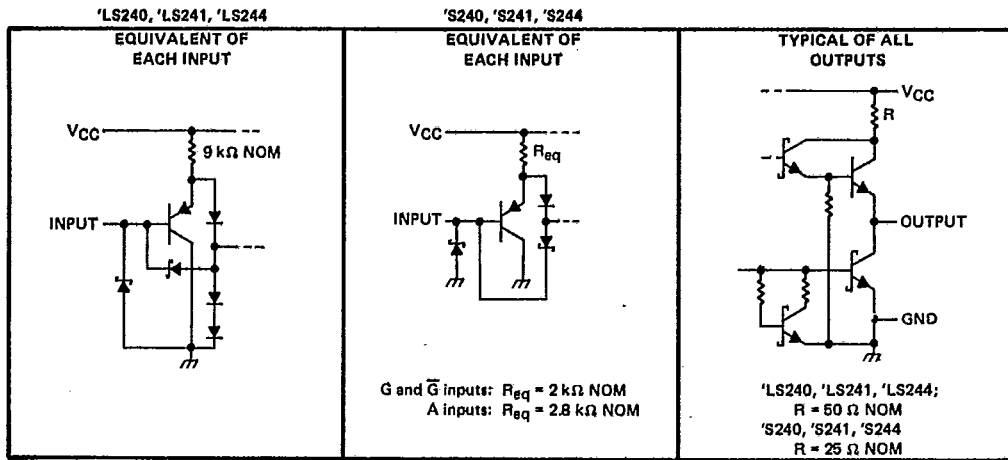 'LS240, 'LS241, 'LS244
EQUIVALENT OF
EACH INPUT
VCC
9 kΩ NOM
INPUT
'S240, 'S241, 'S244
EQUIVALENT OF
EACH INPUT
VCC
Req
INPUT
G and G̅ inputs: Req = 2 kΩ NOM
A inputs: Req = 2.8 kΩ NOM
TYPICAL OF ALL
OUTPUTS
VCC
R
OUTPUT
GND
'LS240, 'LS241, 'LS244;
R = 50 Ω NOM
'S240, 'S241, 'S244
R = 25 Ω NOM